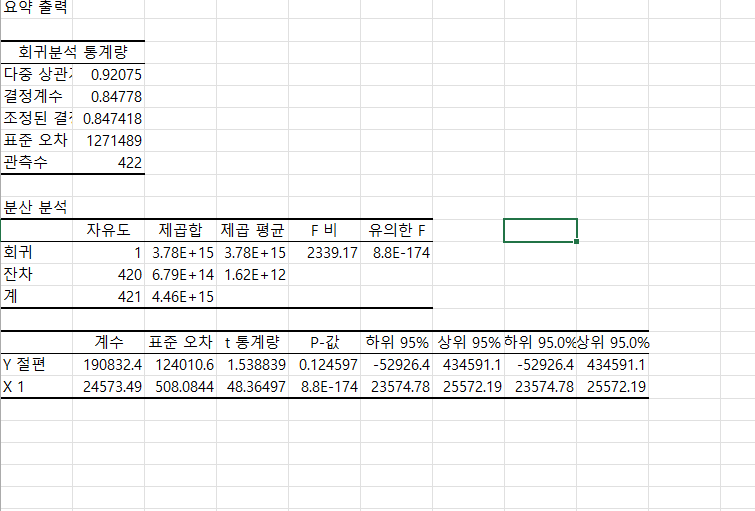 요약 출력
회귀분석 통계량
다중 상관 0.92075
결정계수 0.84778
조정된 결 0.847418
표준 오차 1271489
관측수 422
분산 분석
자유도 제곱합 제곱 평균 F 비 유의한 F
회귀 1 3.78E+15 3.78E+15 2339.17 8.8E-174
잔차 420 6.79E+14 1.62E+12
계 421 4.46E+15
계수 표준 오차 t 통계량 P-값 하위 95% 상위 95% 하위 95.0% 상위 95.0%
Y 절편 190832.4 124010.6 1.538839 0.124597 -52926.4 434591.1 -52926.4 434591.1
X 1 24573.49 508.0844 48.36497 8.8E-174 23574.78 25572.19 23574.78 25572.19